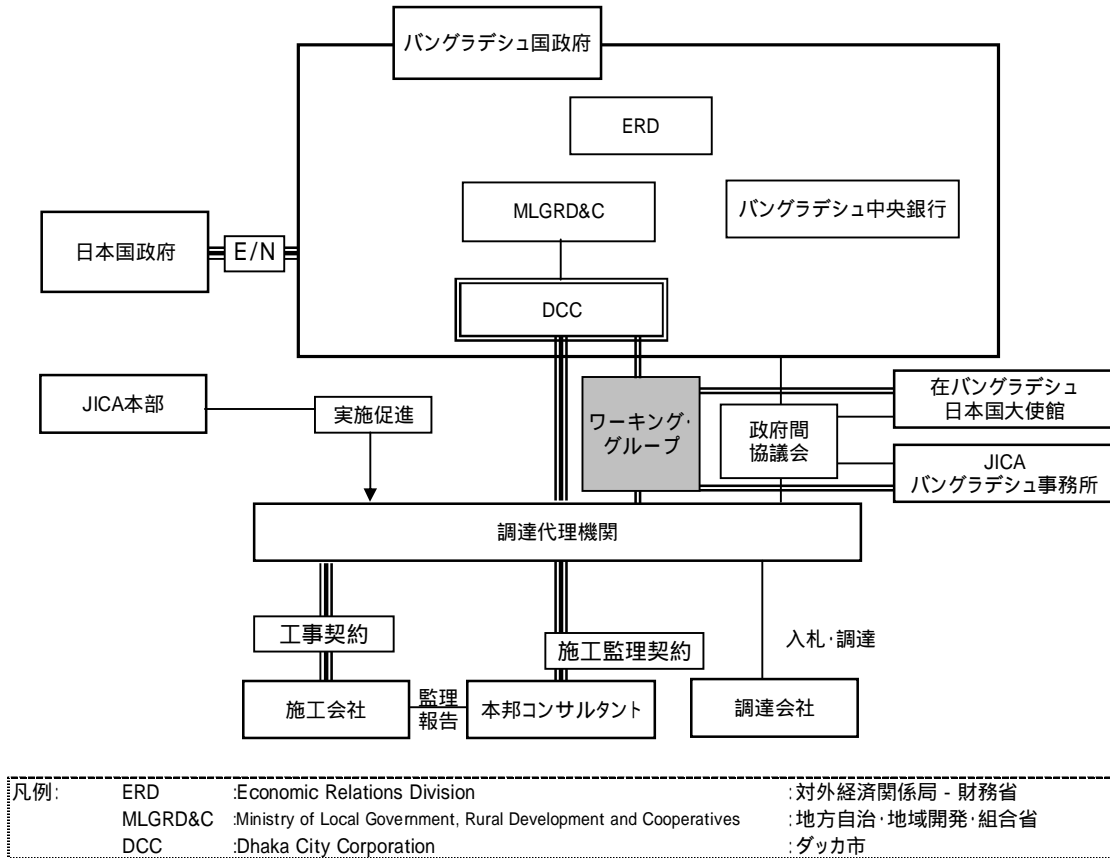 バングラデシュ国政府
ERD
MLGRD&C
バングラデシュ中央銀行
日本国政府
E/N
DCC
JICA本部
実施促進
ワーキング・
グループ
政府間
協議会
在バングラデシュ
日本国大使館
JICA
バングラデシュ事務所
調達代理機関
工事契約
施工監理契約
入札・調達
施工会社
監理
報告
本邦コンサルタント
調達会社
凡例: ERD :Economic Relations Division :対外経済関係局 - 財務省
MLGRD&C :Ministry of Local Government, Rural Development and Cooperatives :地方自治・地域開発・組合省
DCC :Dhaka City Corporation :ダッカ市